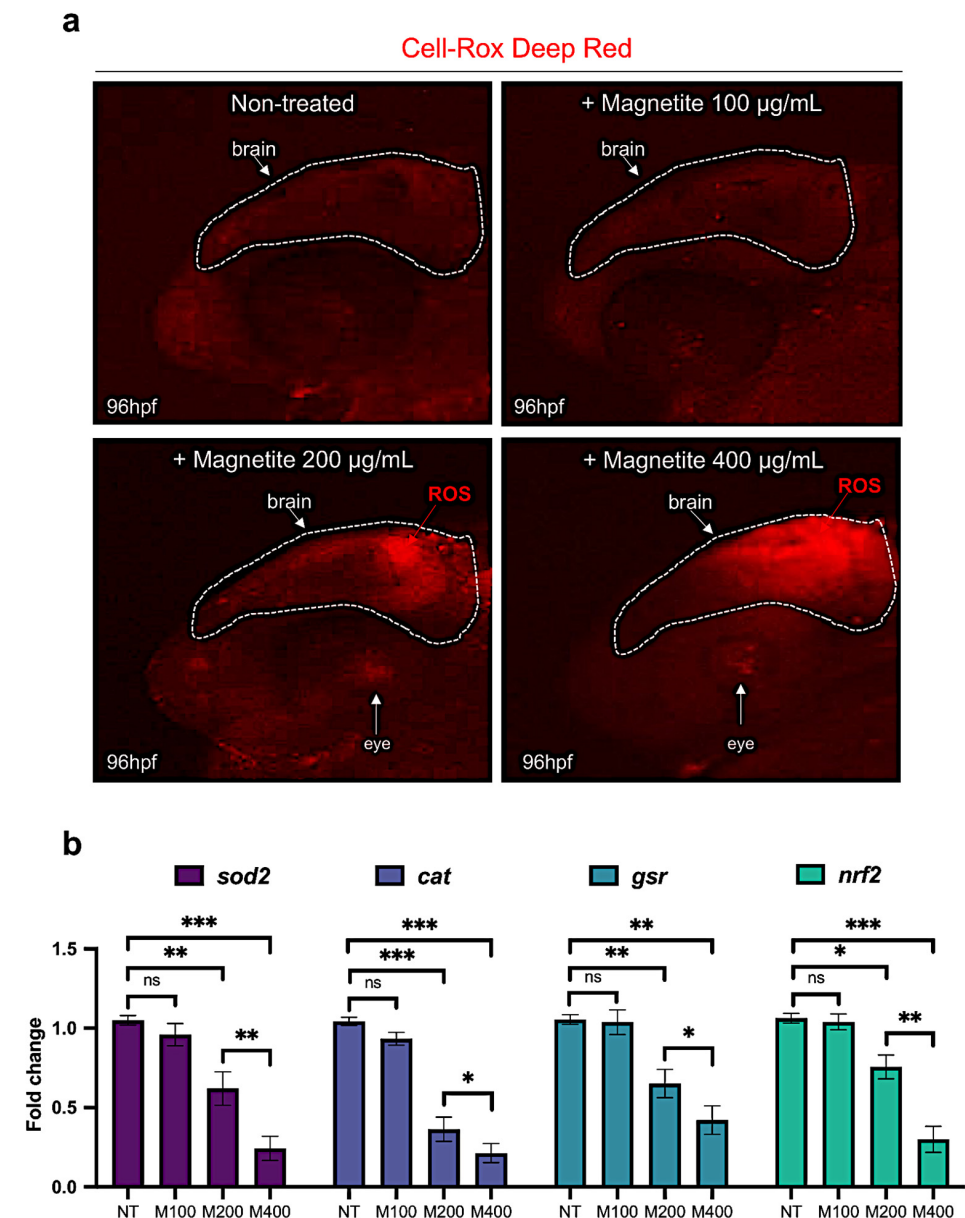 a
Cell-Rox Deep Red
Non-treated
brain
96hpf
+ Magnetite 100 µg/mL
brain
96hpf
+ Magnetite 200 µg/mL
brain
ROS
eye
96hpf
+ Magnetite 400 µg/mL
brain
ROS
eye
96hpf
b
sod2 cat gsr nrf2
*** *** ** ***
** *** ** *
ns ns ns ns
** * * **
1.5
1.0
0.5
0.0
Fold change
NT M100 M200 M400 NT M100 M200 M400 NT M100 M200 M400 NT M100 M200 M400